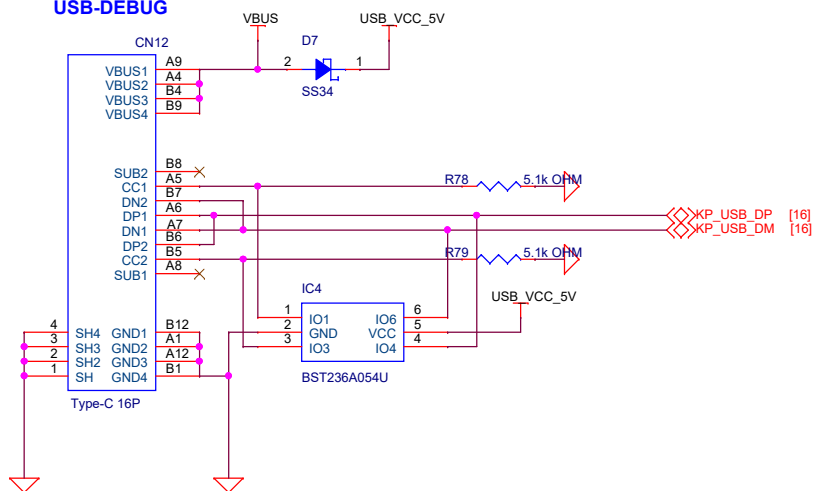 USB-DEBUG
VBUS
USB_VCC_5V
CN12
D7
VBUS1 A9
2 1
VBUS2 A4
SS34
VBUS3 B4
VBUS4 B9
SUB2 B8
CC1 A5
R78 5.1k OHM
DN2 B7
DP1 A6
KP_USB_DP [16]
DN1 A7
KP_USB_DM [16]
DP2 B6
CC2 B5
R79 5.1k OHM
SUB1 A8
IC4
USB_VCC_5V
1 IO1 IO6 6
4 SH4 GND1 B12
2 GND VCC 5
3 SH3 GND2 A1
3 IO3 IO4 4
2 SH2 GND3 A12
1 SH GND4 B1
BST236A054U
Type-C 16P